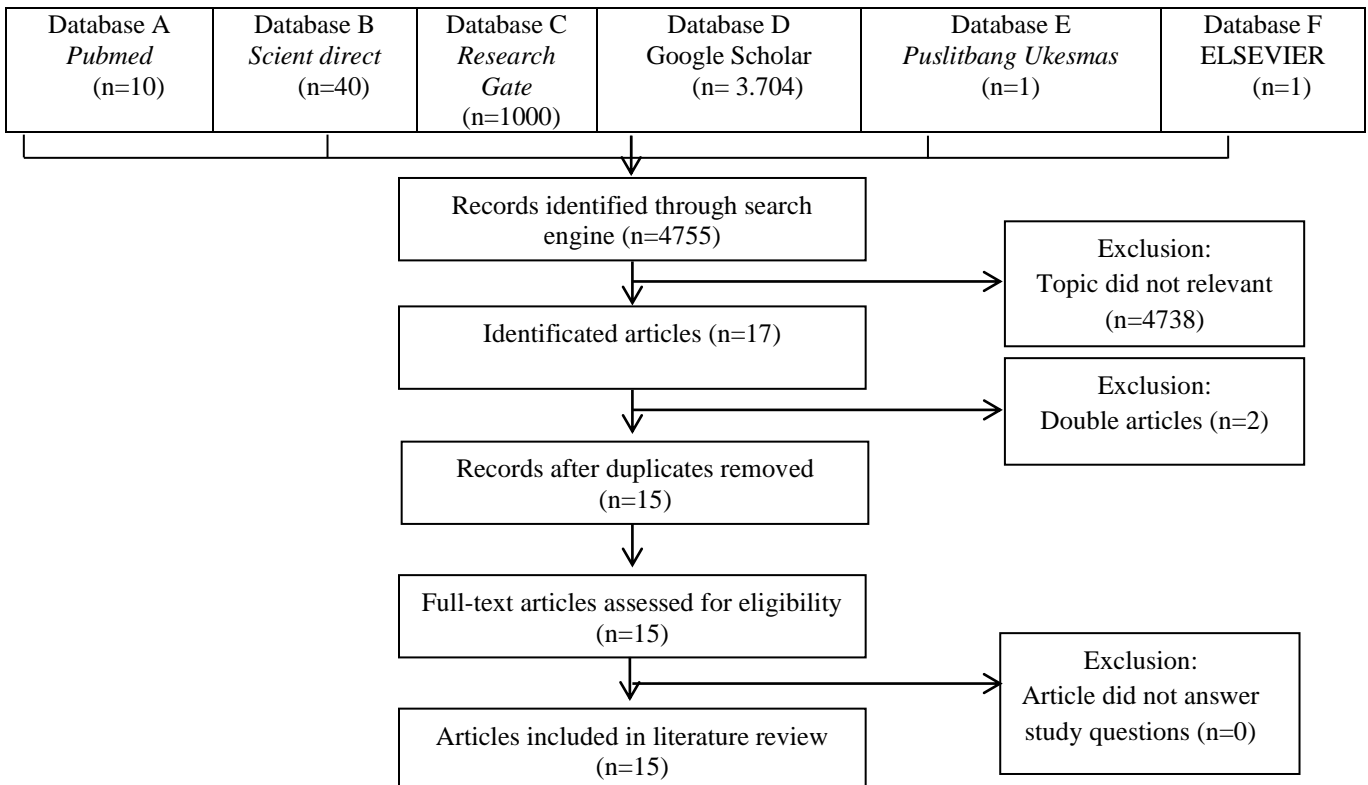 Database A
Pubmed
(n=10)
Database B
Scient direct
(n=40)
Database C
Research
Gate
(n=1000)
Database D
Google Scholar
(n= 3.704)
Database E
Puslitbang Ukesmas
(n=1)
Database F
ELSEVIER
(n=1)
Records identified through search
engine (n=4755)
Exclusion:
Topic did not relevant
(n=4738)
Identificated articles (n=17)
Exclusion:
Double articles (n=2)
Records after duplicates removed
(n=15)
Full-text articles assessed for eligibility
(n=15)
Exclusion:
Article did not answer
study questions (n=0)
Articles included in literature review
(n=15)